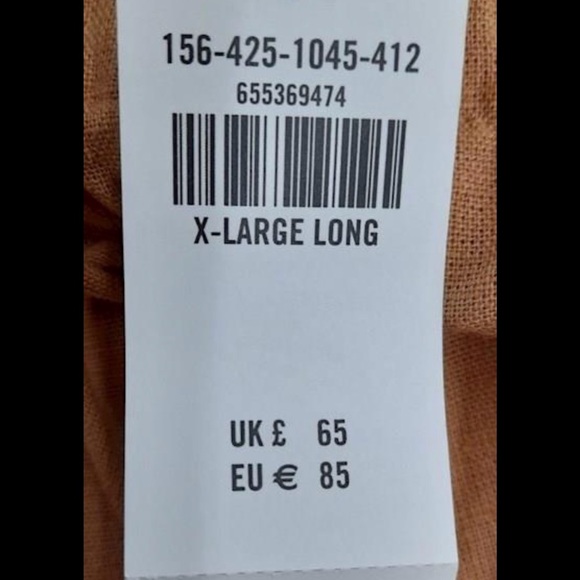 156-425-1045-412
655369474
X-LARGE LONG
UK £ 65
EU € 85